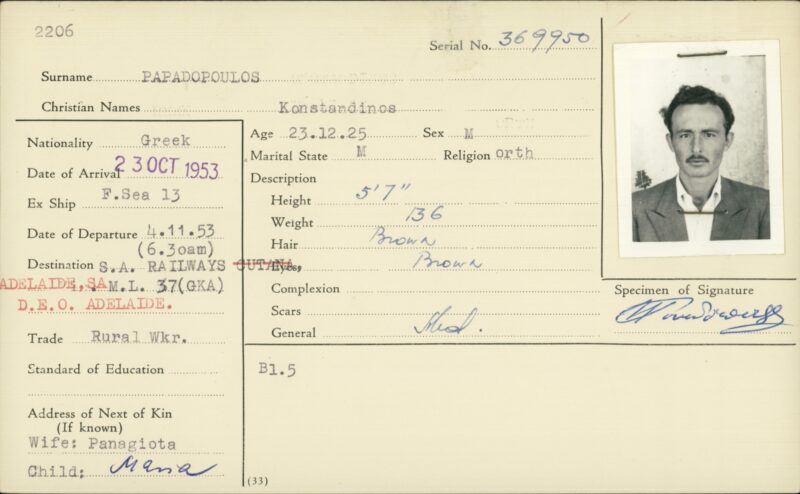 2206
Serial No. 369950
Surname PAPADOPOULOS
Christian Names Konstandinos
Nationality Greek
Date of Arrival 23 OCT 1953
Ex Ship F.Sea 13
Date of Departure 4.11.53
(6.30am)
Destination S.A. RAILWAYS CUTANA,
ADELAIDE, SA. M.L. 37(GKA)
D.E.O. ADELAIDE.
Trade Rural Wkr.
Standard of Education
Address of Next of Kin
(If known)
Wife: Panagiota
Child: Maria
Age 23.12.25 Sex M
Marital State M Religion orth
Description
Height 5'7"
Weight 136
Hair Brown
Eyes, Brown
Complexion
Scars
General Med.
B1.5
(33)
Specimen of Signature